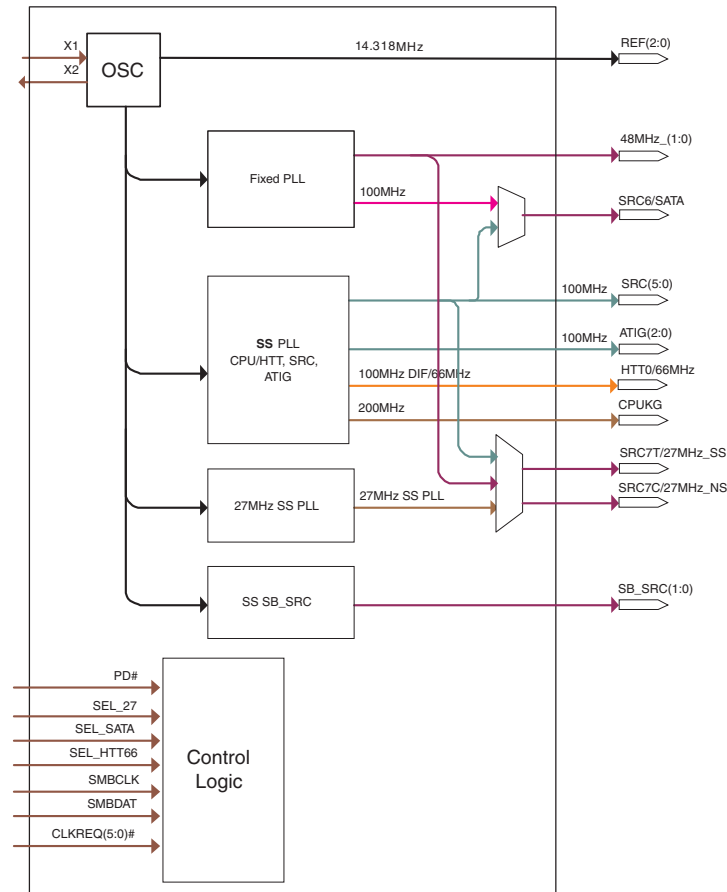 X1
X2
OSC
14.318MHz
REF(2:0)
48MHz_(1:0)
Fixed PLL
100MHz
SRC6/SATA
SS PLL
CPU/HTT, SRC,
ATIG
100MHz
SRC(5:0)
100MHz
ATIG(2:0)
100MHz DIF/66MHz
HTT0/66MHz
200MHz
CPUKG
SRC7T/27MHz_SS
SRC7C/27MHz_NS
27MHz SS PLL
27MHz SS PLL
SS SB_SRC
SB_SRC(1:0)
PD#
SEL_27
SEL_SATA
SEL_HTT66
SMBCLK
SMBDAT
CLKREQ(5:0)#
Control
Logic